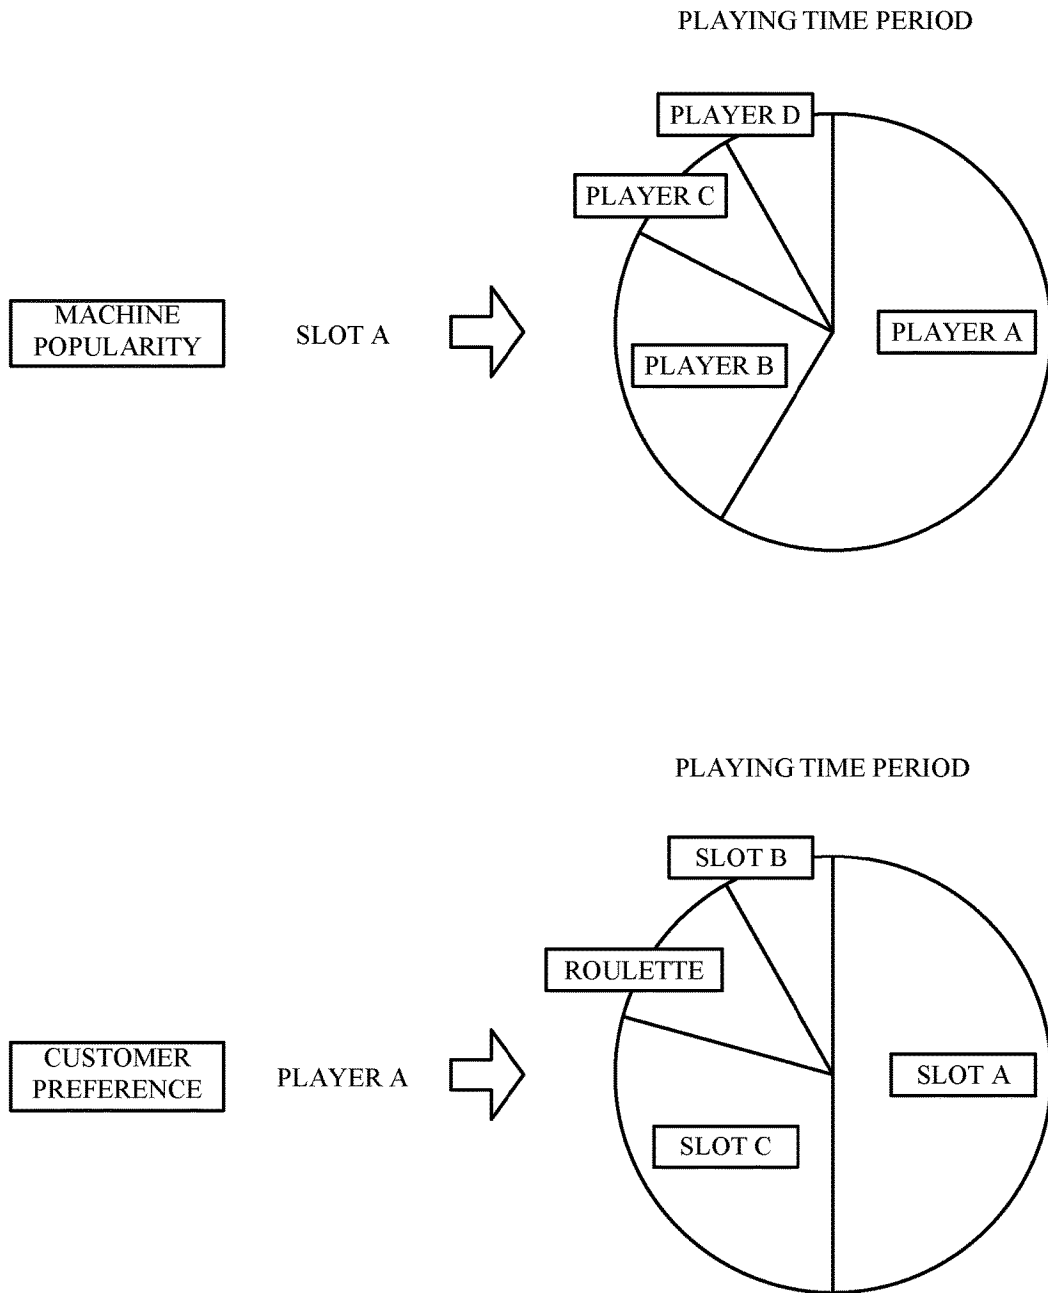 PLAYING TIME PERIOD
PLAYER D
PLAYER C
MACHINE
POPULARITY
SLOT A
PLAYER A
PLAYER B
PLAYING TIME PERIOD
SLOT B
ROULETTE
CUSTOMER
PREFERENCE
PLAYER A
SLOT A
SLOT C